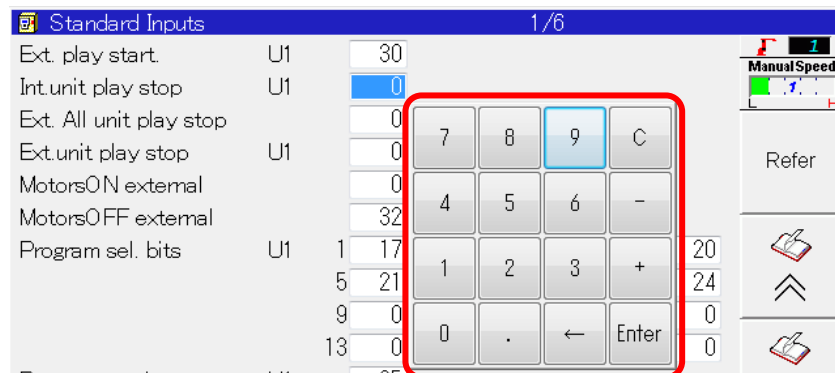 Standard Inputs 1/6
Ext. play start. U1 30
Int.unit play stop U1 0
Ext. All unit play stop 0
Ext.unit play stop U1 0
MotorsON external 0
MotorsOFF external 32
Program sel. bits U1 1 17 20
5 21 24
9 0 0
13 0 0
7 8 9 C
4 5 6 -
1 2 3 +
0 . ← Enter
1
Manual Speed
1
L H
Refer